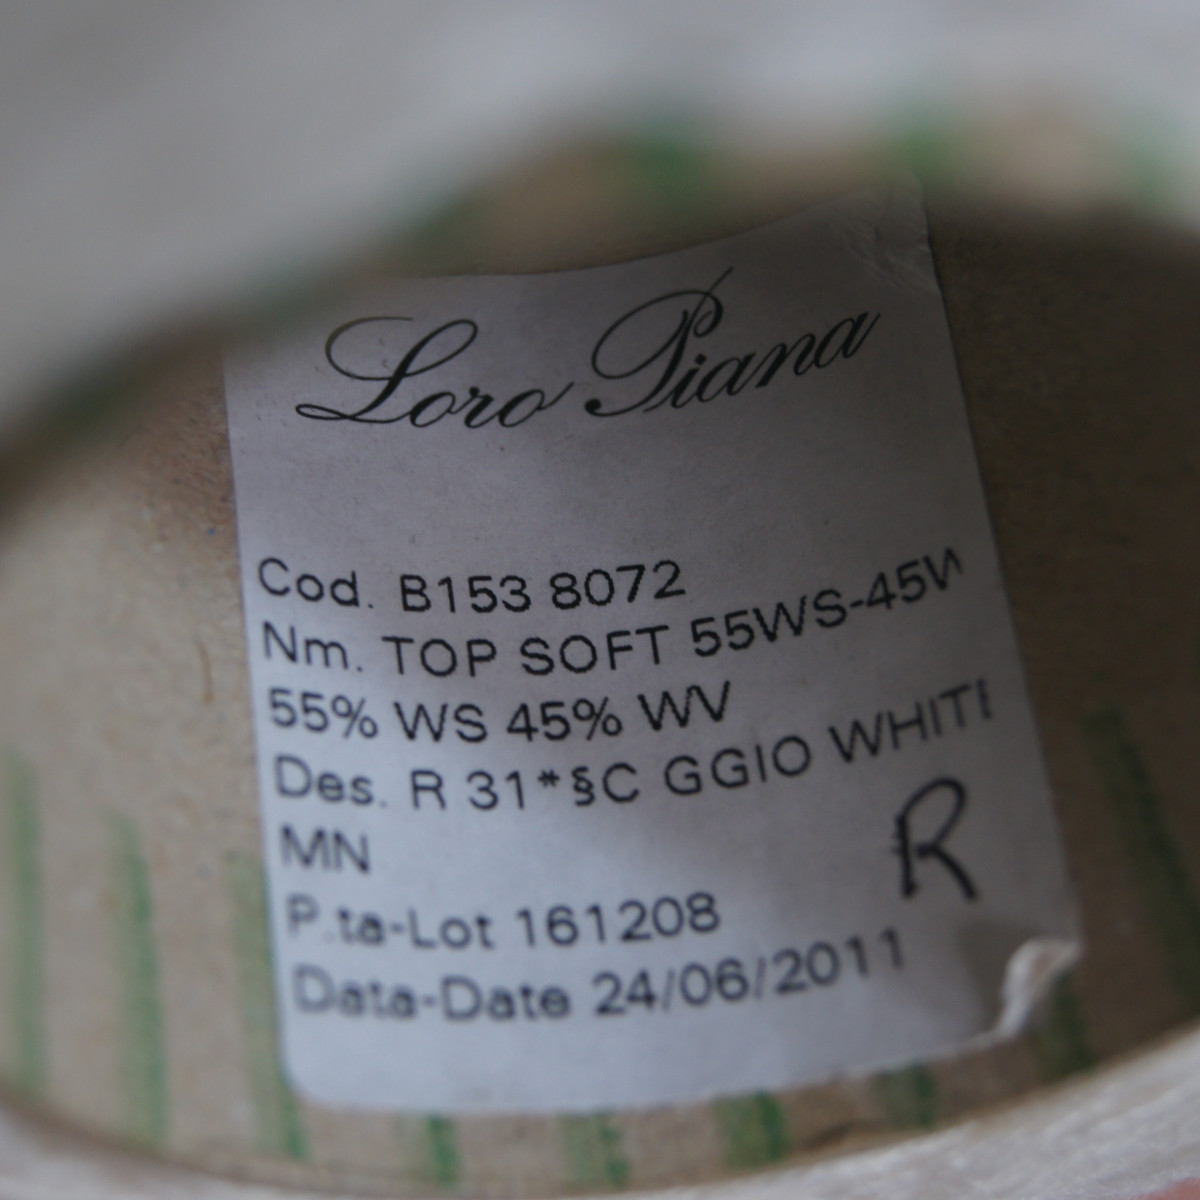 Loro Piana
Cod. B153 8072
Nm. TOP SOFT 55WS-45W
55% WS 45% WV
Des. R 31*§C GGIO WHITE
MN
P.ta-Lot 161208
Data-Date 24/06/2011
R